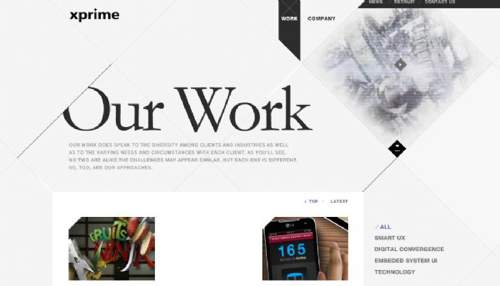 xprime
WORK
COMPANY
NEWS
RECRUIT
CONTACT US
Our Work
OUR WORK DOES SPEAK TO THE DIVERSITY AMONG CLIENTS AND INDUSTRIES AS WELL
AS TO THE VARYING NEEDS AND CIRCUMSTANCES WITH EACH CLIENT. AS YOU'LL SEE,
NO TWO ARE ALIKE.THE CHALLENGES MAY APPEAR SIMILAR, BUT EACH ONE IS DIFFERENT.
SO, TOO, ARE OUR APPROACHES.
TOP
LATEST
FRUITS
LG
165
/ ALL
SMART UX
DIGITAL CONVERGENCE
EMBEDED SYSTEM UI
TECHNOLOGY